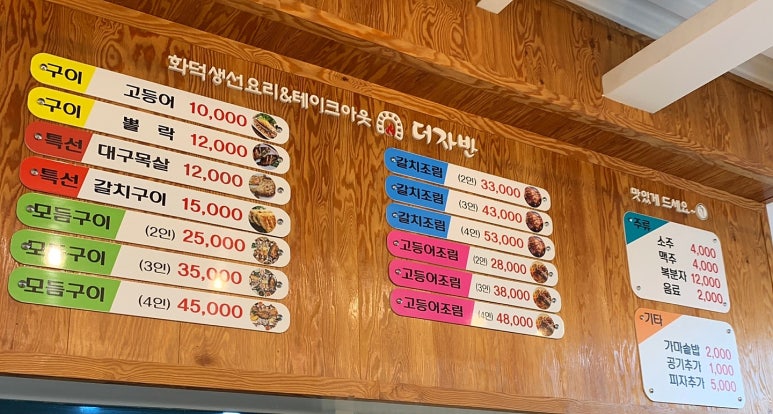 화덕생선요리&테이크아웃 더자반
구이 고등어 10,000
구이 뽈락 12,000
특선 대구목살 12,000
특선 갈치구이 15,000
모듬구이 (2인) 25,000
모듬구이 (3인) 35,000
모듬구이 (4인) 45,000
갈치조림 (2인) 33,000
갈치조림 (3인) 43,000
갈치조림 (4인) 53,000
고등어조림 (2인) 28,000
고등어조림 (3인) 38,000
고등어조림 (4인) 48,000
맛있게 드세요~
주류
소주 4,000
맥주 4,000
복분자 12,000
음료 2,000
기타
가마솥밥 2,000
공기추가 1,000
피자추가 5,000